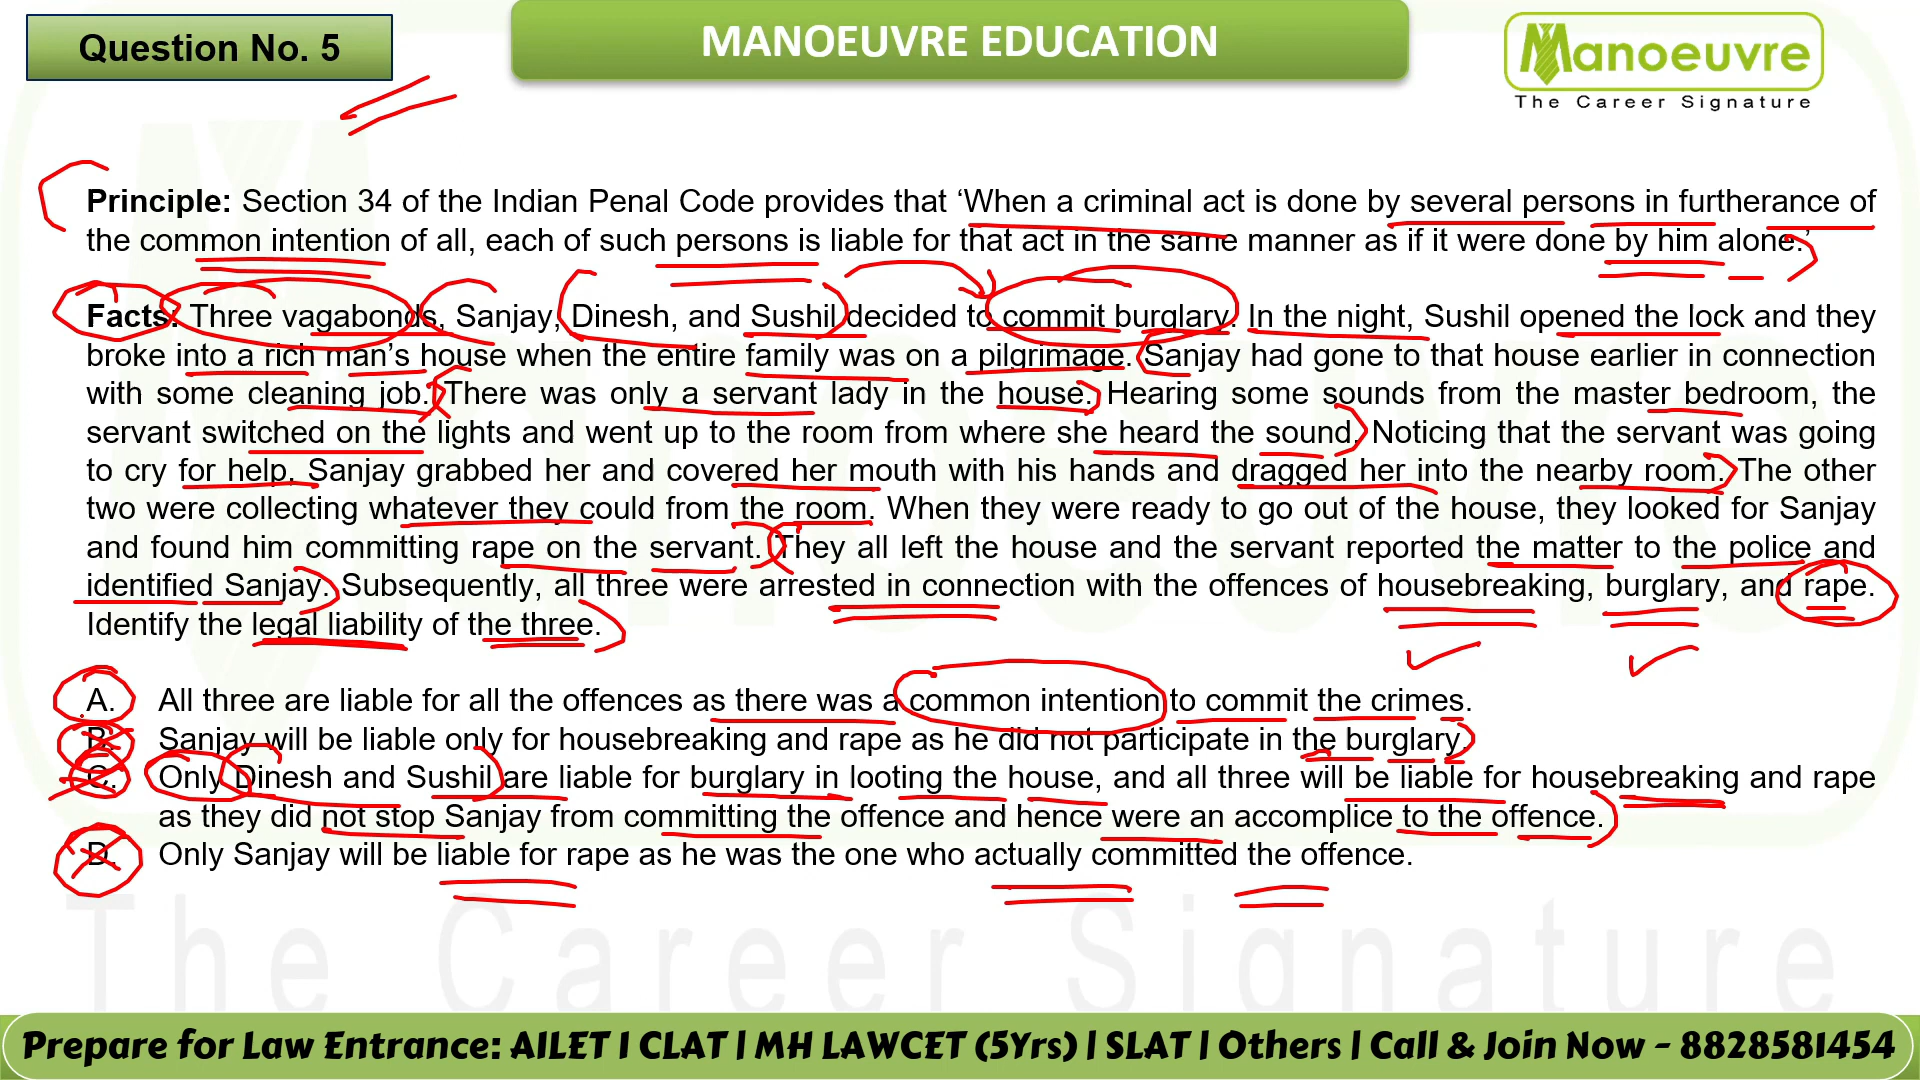 Question No. 5
MANOEUVRE EDUCATION
Manoeuvre
The Career Signature
Principle: Section 34 of the Indian Penal Code provides that ‘When a criminal act is done by several persons in furtherance of
the common intention of all, each of such persons is liable for that act in the same manner as if it were done by him alone.’
Facts: Three vagabonds, Sanjay, Dinesh, and Sushil decided to commit burglary. In the night, Sushil opened the lock and they
broke into a rich man’s house when the entire family was on a pilgrimage. Sanjay had gone to that house earlier in connection
with some cleaning job. There was only a servant lady in the house. Hearing some sounds from the master bedroom, the
servant switched on the lights and went up to the room from where she heard the sound. Noticing that the servant was going
to cry for help, Sanjay grabbed her and covered her mouth with his hands and dragged her into the nearby room. The other
two were collecting whatever they could from the room. When they were ready to go out of the house, they looked for Sanjay
and found him committing rape on the servant. They all left the house and the servant reported the matter to the police and
identified Sanjay. Subsequently, all three were arrested in connection with the offences of housebreaking, burglary, and rape.
Identify the legal liability of the three.
A. All three are liable for all the offences as there was a common intention to commit the crimes.
B. Sanjay will be liable only for housebreaking and rape as he did not participate in the burglary.
C. Only Dinesh and Sushil are liable for burglary in looting the house, and all three will be liable for housebreaking and rape
as they did not stop Sanjay from committing the offence and hence were an accomplice to the offence.
D. Only Sanjay will be liable for rape as he was the one who actually committed the offence.
The Career Signature
Prepare for Law Entrance: AILET I CLAT | MH LAWCET (5Yrs) | SLAT | Others | Call & Join Now - 8828581454